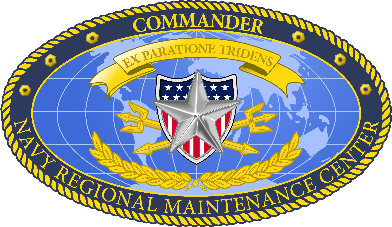 COMMANDER
EX PARATIONE TRIDENS
NAVY REGIONAL MAINTENANCE CENTER